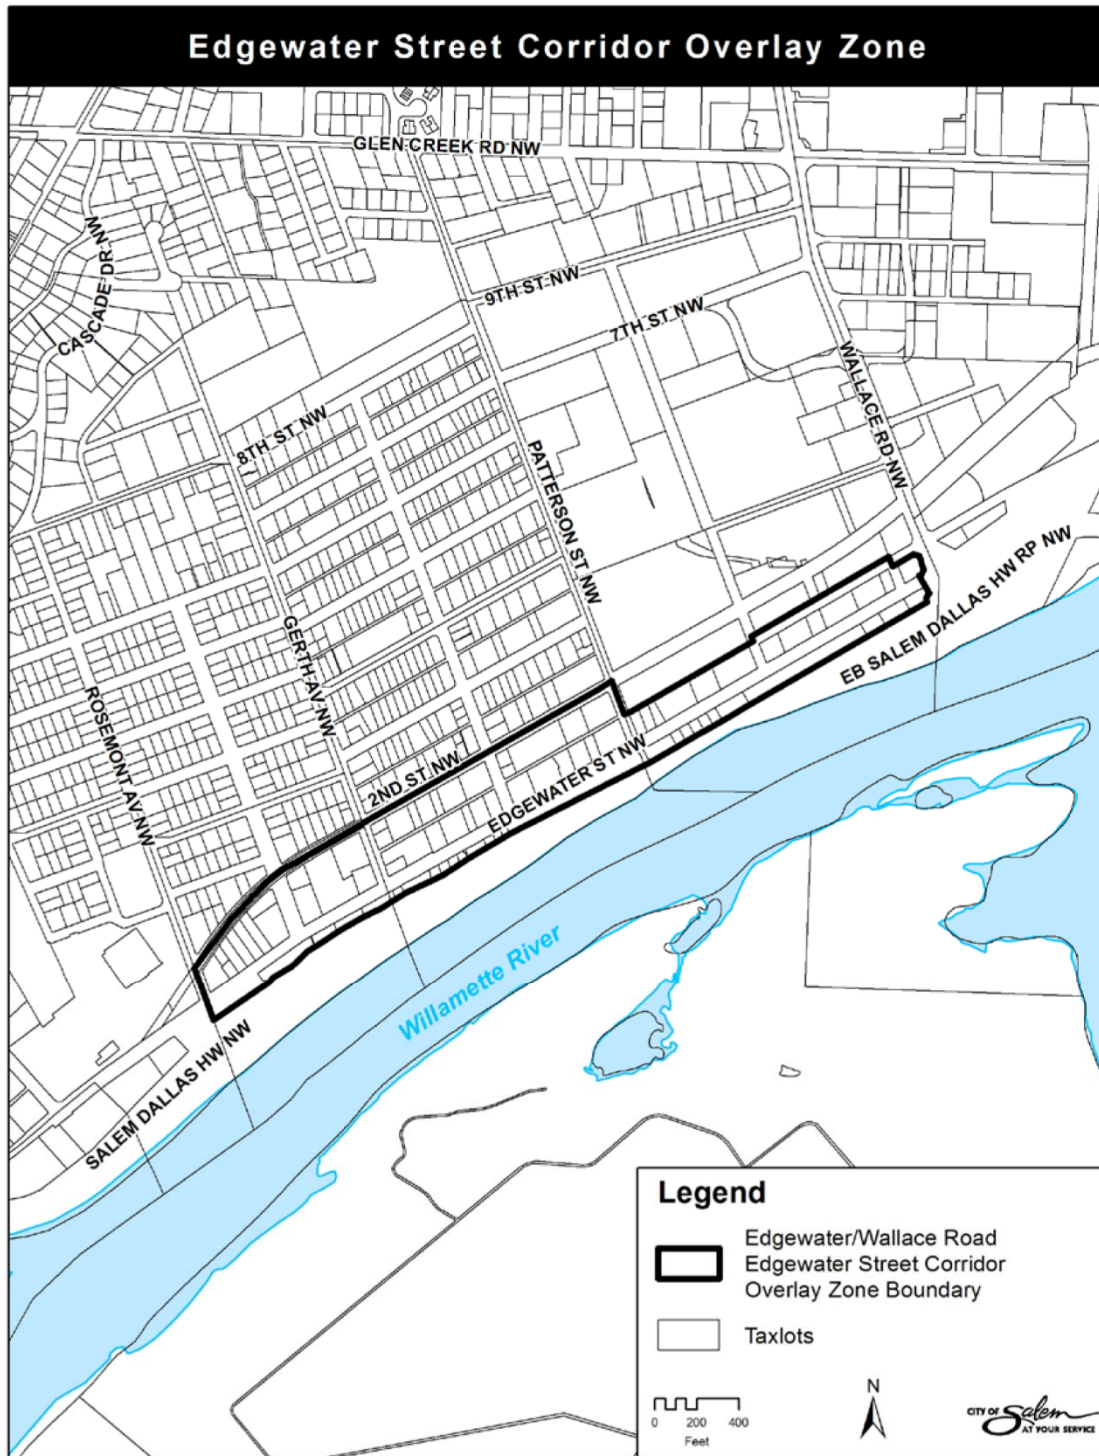 Edgewater Street Corridor Overlay Zone
GLEN CREEK RD NW
CASCADE DR NW
9TH ST NW
7TH ST NW
WALLACE RD NW
8TH ST NW
PATTERSON ST NW
EB SALEM DALLAS HW RP NW
GERTH AV NW
ROSEMONT AV NW
2ND ST NW
EDGEWATER ST NW
Willamette River
SALEM DALLAS HW NW
Legend
Edgewater/Wallace Road
Edgewater Street Corridor
Overlay Zone Boundary
Taxlots
0 200 400
Feet
N
CITY OF Salem
AT YOUR SERVICE